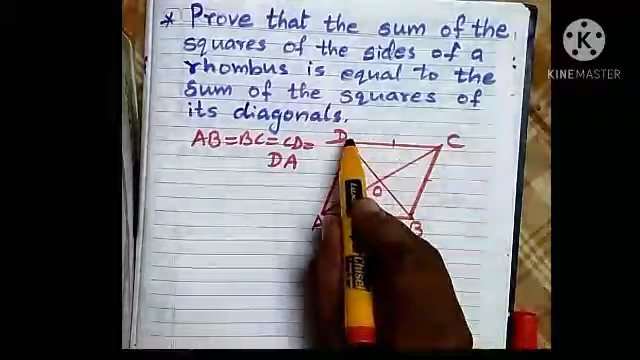 * Prove that the sum of the
squares of the sides of a
rhombus is equal to the
sum of the squares of
its diagonals.
AB=BC=CD=
DA
D
C
O
A
B
Chisel
KINEMASTER